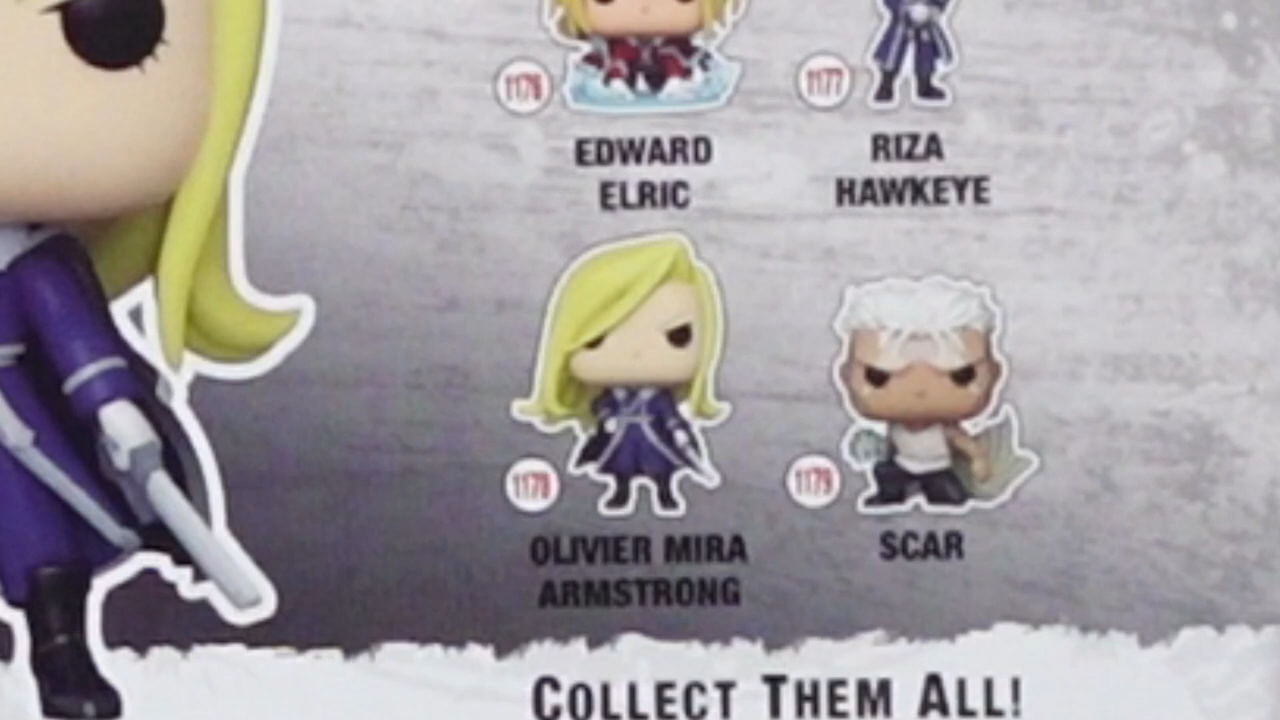 1176
1177
EDWARD
ELRIC
RIZA
HAWKEYE
1178
1179
OLIVIER MIRA
ARMSTRONG
SCAR
COLLECT THEM ALL!